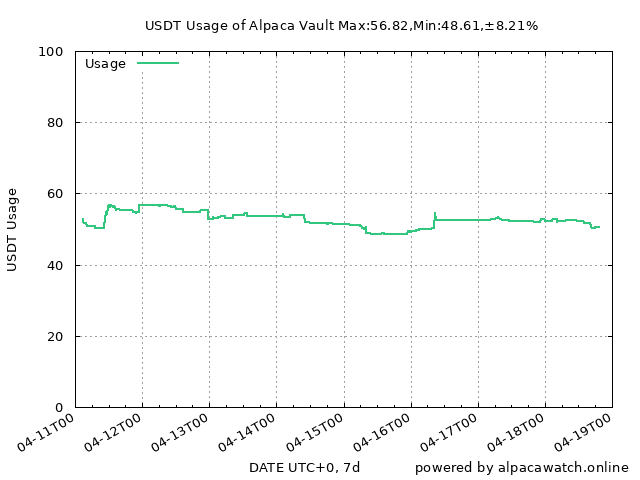 USDT Usage of Alpaca Vault Max:56.82,Min:48.61,±8.21%
100
80
60
40
20
0
Usage
USDT Usage
04-11T00
04-12T00
04-13T00
04-14T00
04-15T00
04-16T00
04-17T00
04-18T00
04-19T00
DATE UTC+0, 7d
powered by alpacawatch.online